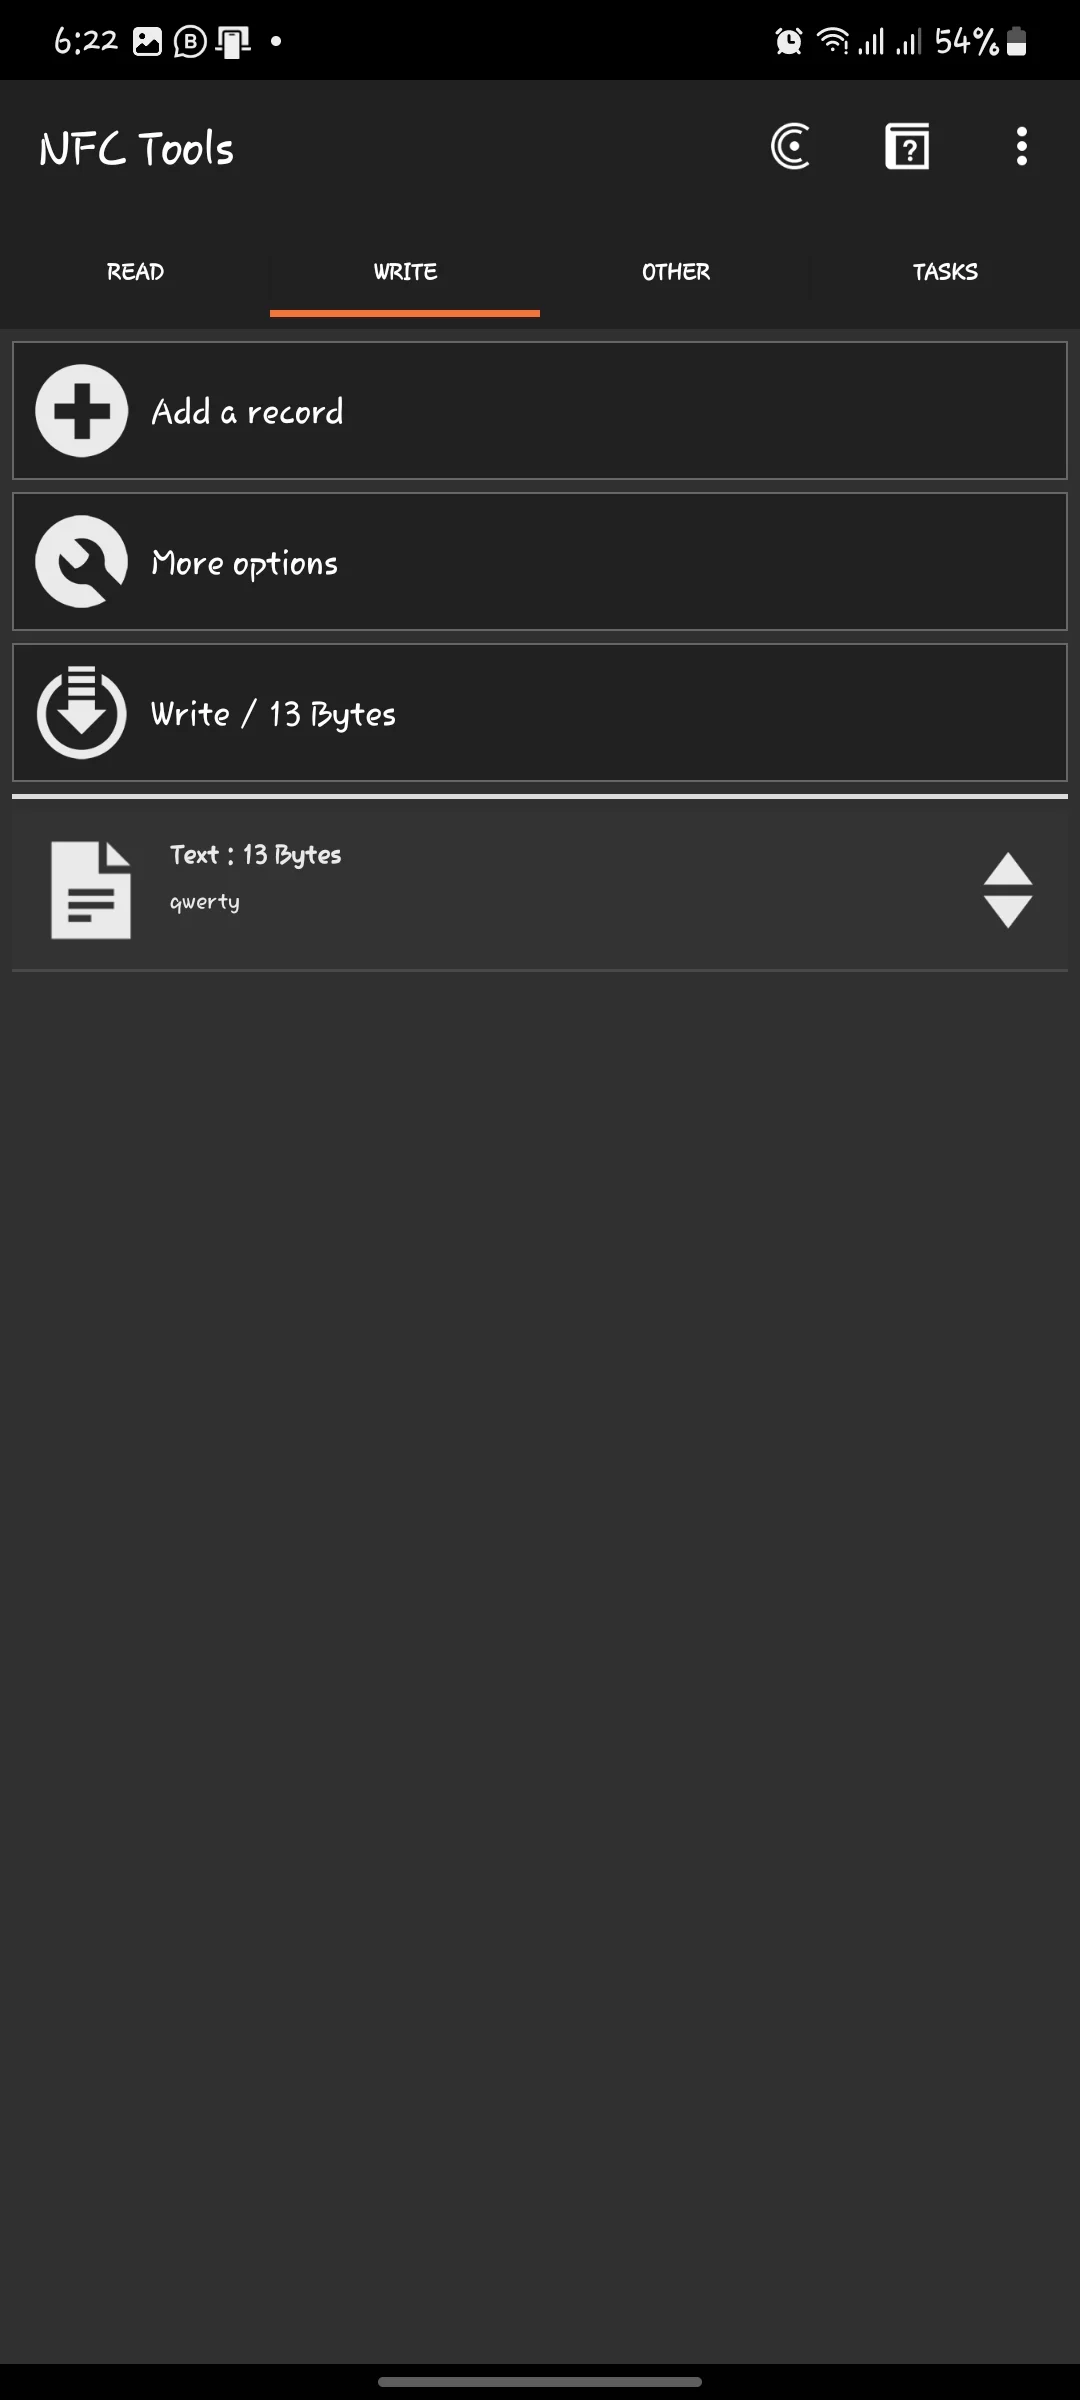 6:22 B 54%
NFC Tools
READ WRITE OTHER TASKS
Add a record
More options
Write / 13 Bytes
Text : 13 Bytes
qwerty